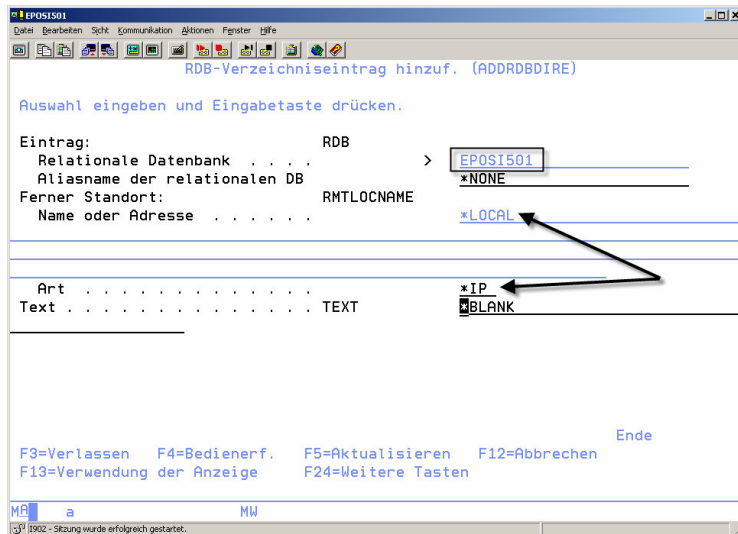 EPOSI501
Datei Bearbeiten Sicht Kommunikation Aktionen Fenster Hilfe
RDB-Verzeichniseintrag hinzuf. (ADDRDBDIRE)
Auswahl eingeben und Eingabetaste drücken.
Eintrag: RDB
Relationale Datenbank . . . . > EPOSI501
Aliasname der relationalen DB *NONE
Ferner Standort: RMTLOCNAME
Name oder Adresse . . . . . . *LOCAL
Art . . . . . . . . . . . . . *IP
Text . . . . . . . . . . . . . . TEXT *BLANK
Ende
F3=Verlassen F4=Bedienerf. F5=Aktualisieren F12=Abbrechen
F13=Verwendung der Anzeige F24=Weitere Tasten
MA a MW
I902 - Sitzung wurde erfolgreich gestartet.